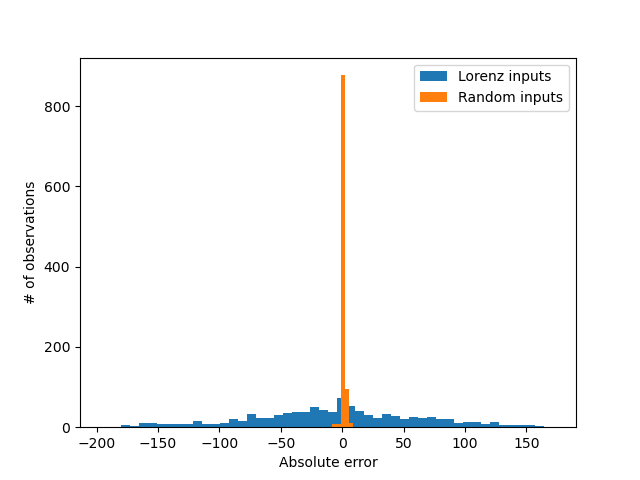 Lorenz inputs
Random inputs
# of observations
800
600
400
200
0
−200 −150 −100 −50 0 50 100 150
Absolute error